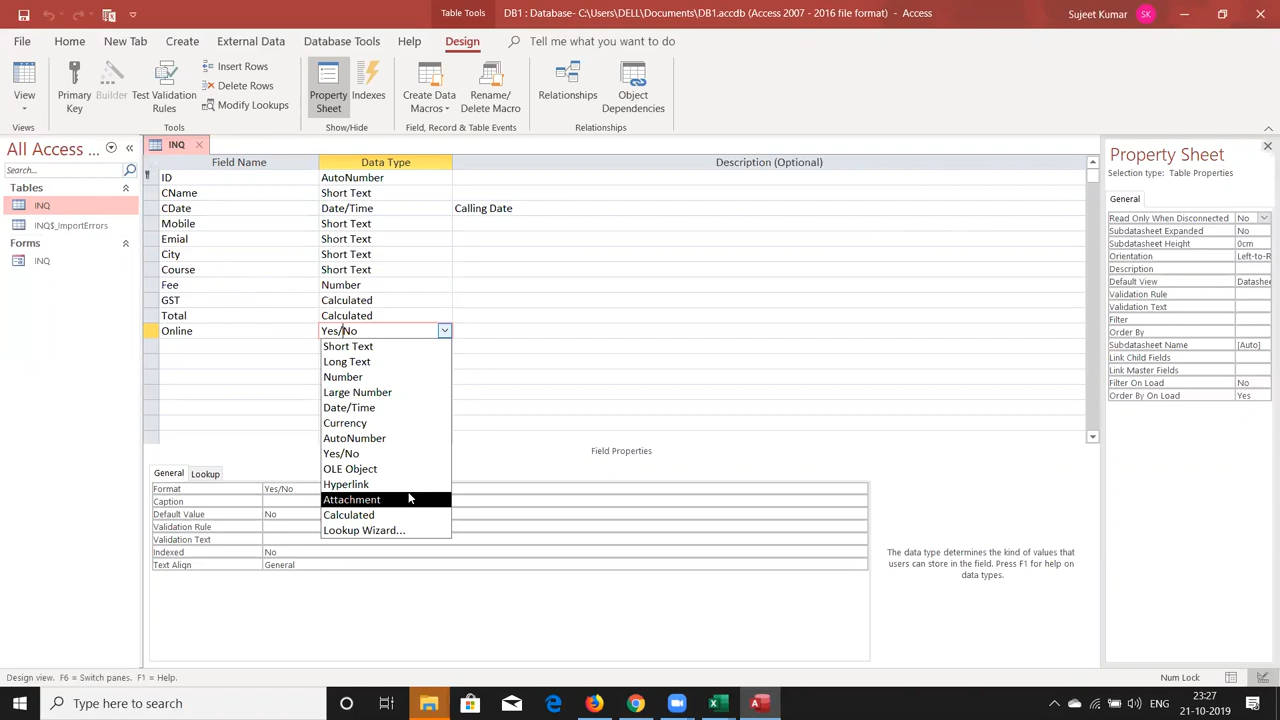 Table Tools
DB1 : Database- C:\Users\DELL\Documents\DB1.accdb (Access 2007 - 2016 file format) - Access
Sujeet Kumar
SK
File Home New Tab Create External Data Database Tools Help Design Tell me what you want to do
View
Primary Key
Builder
Test Validation Rules
Insert Rows
Delete Rows
Modify Lookups
Property Sheet
Indexes
Create Data Macros
Rename/ Delete Macro
Relationships
Object Dependencies
Views Tools Show/Hide Field, Record & Table Events Relationships
All Access ...
Search...
Tables
INQ
INQ$_ImportErrors
Forms
INQ
INQ
Field Name Data Type Description (Optional)
ID AutoNumber
CName Short Text
CDate Date/Time Calling Date
Mobile Short Text
Emial Short Text
City Short Text
Course Short Text
Fee Number
GST Calculated
Total Calculated
Online Yes/No
Short Text
Long Text
Number
Large Number
Date/Time
Currency
AutoNumber
Yes/No
OLE Object
Hyperlink
Attachment
Calculated
Lookup Wizard...
Field Properties
General Lookup
Format Yes/No
Caption
Default Value No
Validation Rule
Validation Text
Indexed No
Text Align General
The data type determines the kind of values that
users can store in the field. Press F1 for help on
data types.
Property Sheet
Selection type: Table Properties
General
Read Only When Disconnected No
Subdatasheet Expanded No
Subdatasheet Height 0cm
Orientation Left-to-R
Description
Default View Datashee
Validation Rule
Validation Text
Filter
Order By
Subdatasheet Name [Auto]
Link Child Fields
Link Master Fields
Filter On Load No
Order By On Load Yes
Design view. F6 = Switch panes. F1 = Help.
Num Lock
Type here to search
ENG
23:27
21-10-2019